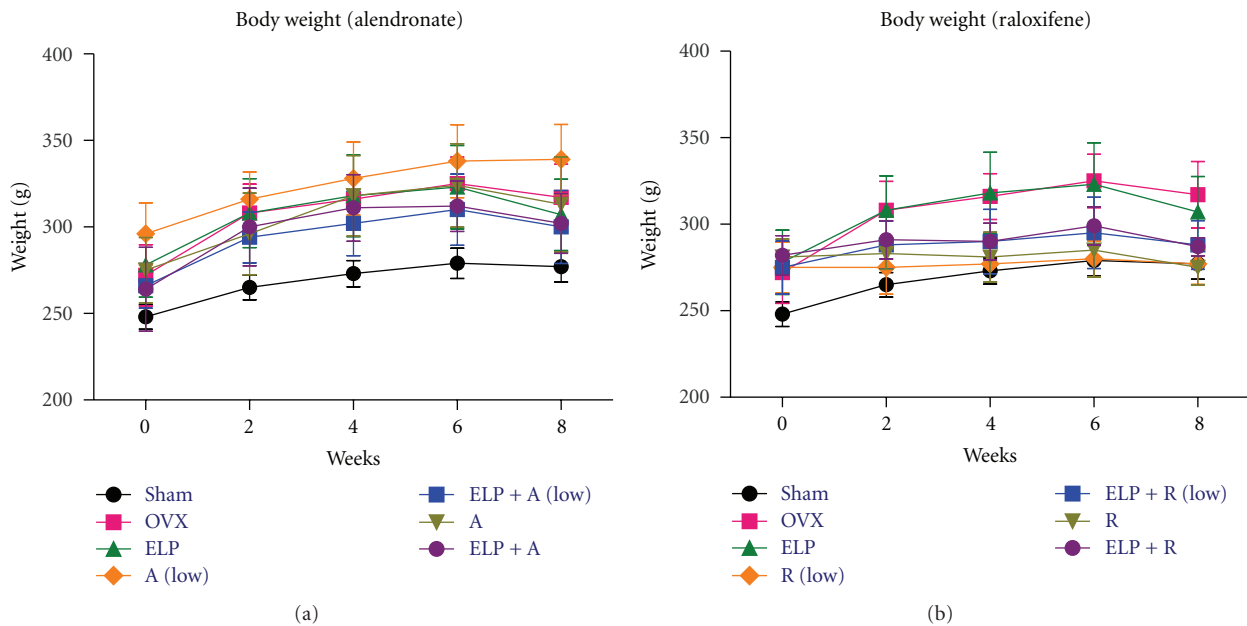 Body weight (alendronate)
400
350
300
250
200
Weight (g)
0 2 4 6 8
Weeks
Sham
OVX
ELP
A (low)
ELP + A (low)
A
ELP + A
(a)
Body weight (raloxifene)
400
350
300
250
200
Weight (g)
0 2 4 6 8
Weeks
Sham
OVX
ELP
R (low)
ELP + R (low)
R
ELP + R
(b)